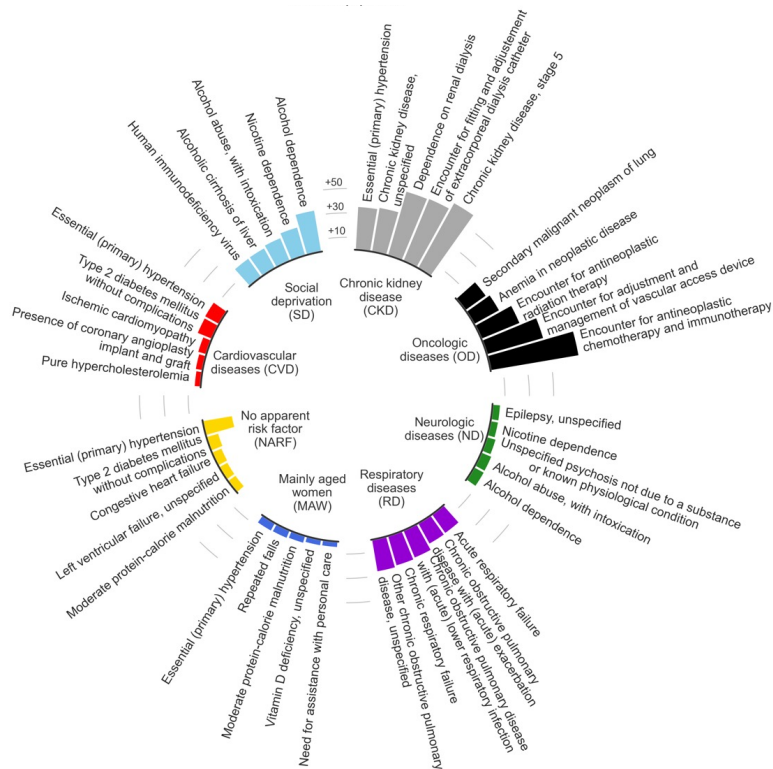 +50
+30
+10
Essential (primary) hypertension
Chronic kidney disease,
unspecified
Dependence on renal dialysis
Encounter for fitting and adjustement
of extracorporeal dialysis catheter
Chronic kidney disease, stage 5
Chronic kidney
disease (CKD)
Secondary malignant neoplasm of lung
Anemia in neoplastic disease
Encounter for antineoplastic
radiation therapy
Encounter for adjustment and
management of vascular access device
Encounter for antineoplastic
chemotherapy and immunotherapy
Oncologic
diseases (OD)
Epilepsy, unspecified
Nicotine dependence
Unspecified psychosis not due to a substance
or known physiological condition
Alcohol abuse, with intoxication
Alcohol dependence
Neurologic
diseases (ND)
Acute respiratory failure
Chronic obstructive pulmonary
disease with (acute) exacerbation
Chronic obstructive pulmonary disease
with (acute) lower respiratory infection
Chronic respiratory failure
Other chronic obstructive pulmonary
disease, unspecified
Respiratory
diseases (RD)
Need for assistance with personal care
Vitamin D deficiency, unspecified
Moderate protein-calorie malnutrition
Repeated falls
Essential (primary) hypertension
Mainly aged
women
(MAW)
Moderate protein-calorie malnutrition
Left ventricular failure, unspecified
Congestive heart failure
Type 2 diabetes mellitus
without complications
Essential (primary) hypertension
No apparent
risk factor
(NARF)
Pure hypercholesterolemia
Presence of coronary angioplasty
implant and graft
Ischemic cardiomyopathy
Type 2 diabetes mellitus
without complications
Essential (primary) hypertension
Cardiovascular
diseases (CVD)
Human immunodeficiency virus
Alcoholic cirrhosis of liver
Alcohol abuse, with intoxication
Nicotine dependence
Alcohol dependence
Social
deprivation
(SD)